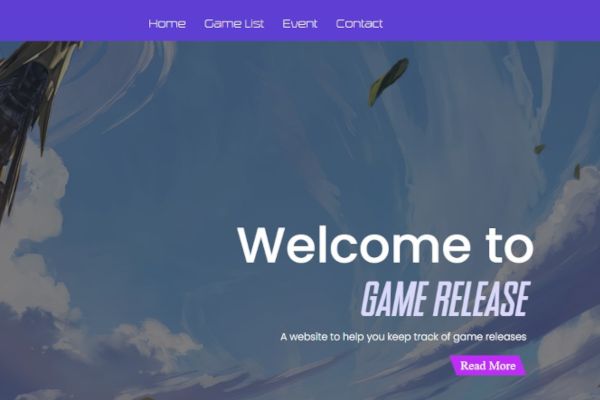 Home Game List Event Contact
Welcome to
GAME RELEASE
A website to help you keep track of game releases
Read More